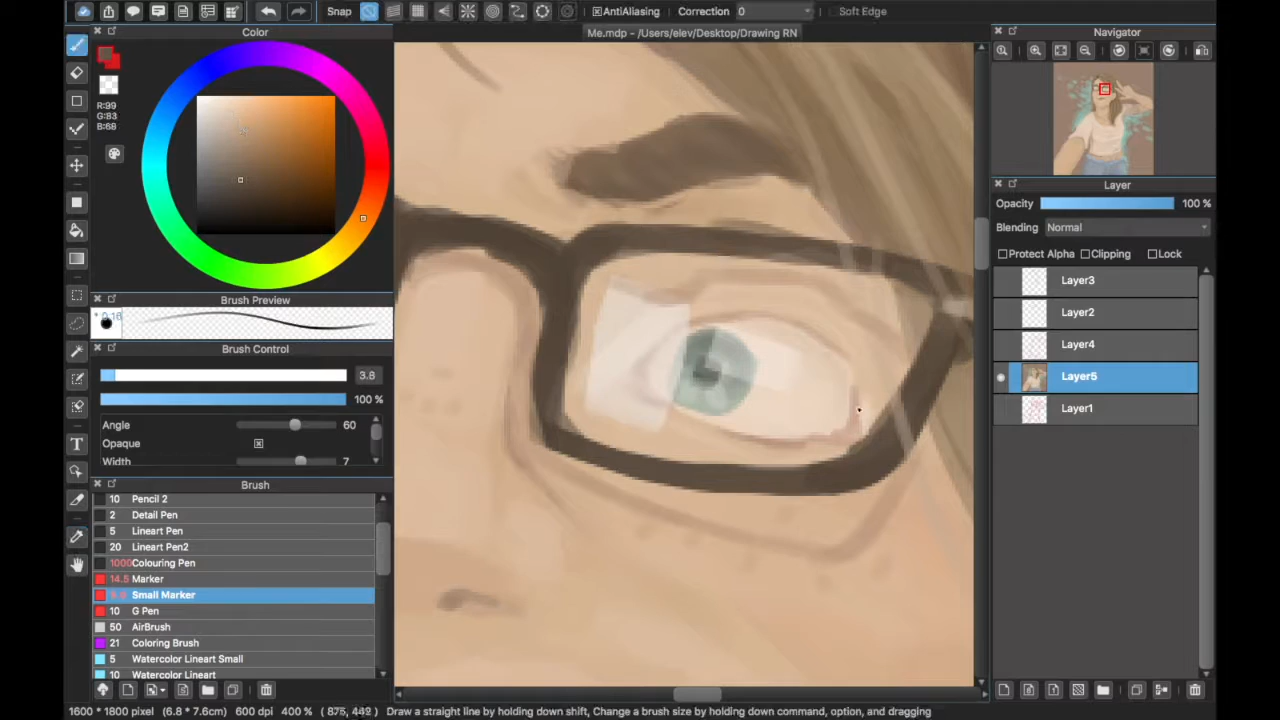 Snap
AntiAliasing
Correction
0
Soft Edge
Color
Me.mdp - /Users/elev/Desktop/Drawing RN
Navigator
R:99
G:83
B:68
Layer
Opacity
100 %
Blending
Normal
Protect Alpha
Clipping
Lock
Layer3
Layer2
Layer4
Layer5
Layer1
Brush Preview
* 0.16
Brush Control
3.8
100 %
Angle
60
Opaque
Width
7
Brush
10 Pencil 2
2 Detail Pen
5 Lineart Pen
20 Lineart Pen2
1000 Colouring Pen
14.5 Marker
Small Marker
10 G Pen
50 AirBrush
21 Coloring Brush
5 Watercolor Lineart Small
10 Watercolor Lineart
1600 * 1800 pixel (6.8 * 7.6cm) 600 dpi 400 % ( 875, 442 ) Draw a straight line by holding down shift, Change a brush size by holding down command, option, and dragging